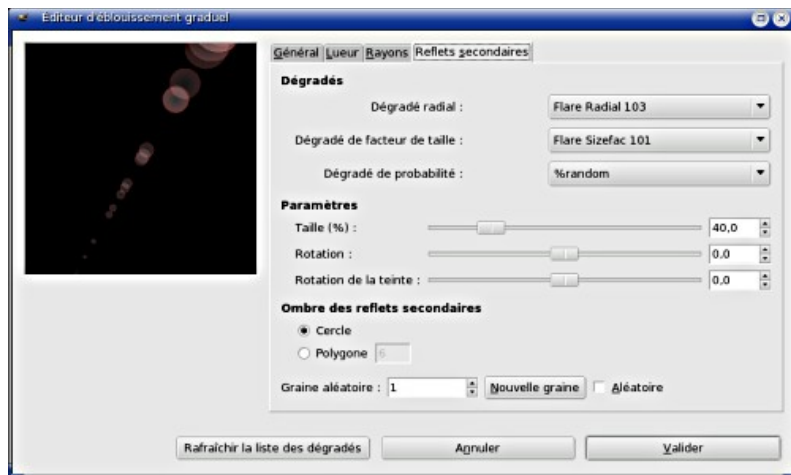 Éditeur d'éblouissement graduel
Général Lueur Rayons Reflets secondaires
Dégradés
Dégradé radial : Flare Radial 103
Dégradé de facteur de taille : Flare Sizefac 101
Dégradé de probabilité : %random
Paramètres
Taille (%) : 40,0
Rotation : 0,0
Rotation de la teinte : 0,0
Ombre des reflets secondaires
Cercle
Polygone 6
Graine aléatoire : 1 Nouvelle graine Aléatoire
Rafraîchir la liste des dégradés Annuler Valider